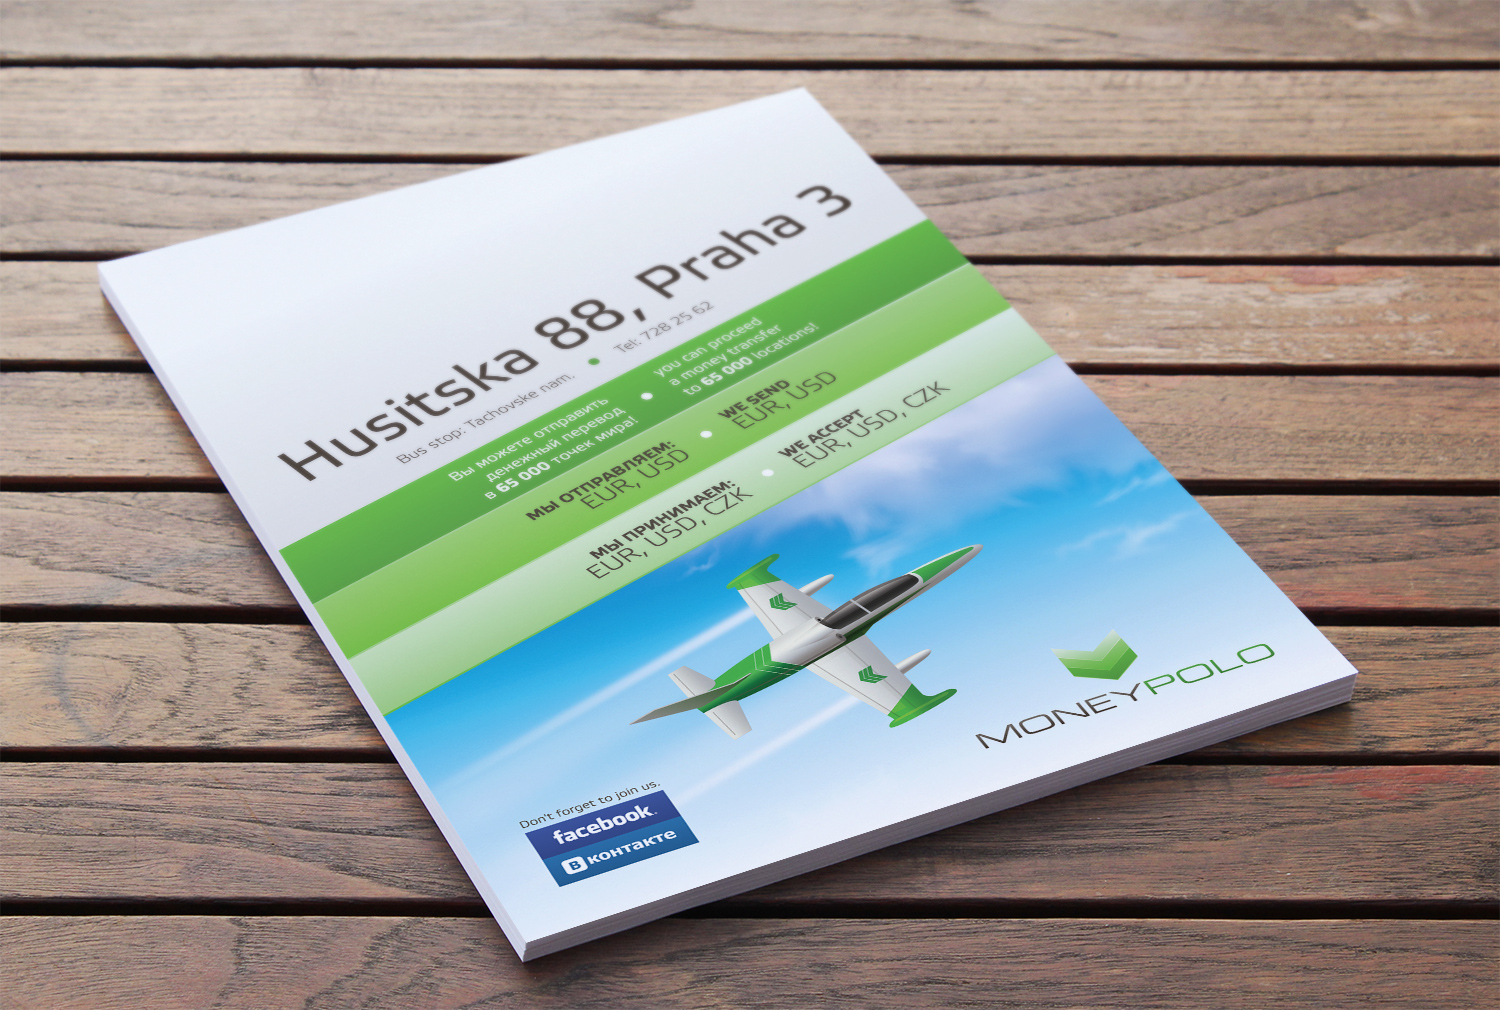 Husitska 88, Praha 3
Bus stop: Tachovske nam. • Tel: 728 25 62
Вы можете отправить
денежный перевод
в 65 000 точек мира!
you can proceed
a money transfer
to 65 000 locations!
МЫ ОТПРАВЛЯЕМ:
EUR, USD
WE SEND
EUR, USD
МЫ ПРИНИМАЕМ:
EUR, USD, CZK
WE ACCEPT
EUR, USD, CZK
MONEYPOLO
Don't forget to join us.
facebook.
В контакте